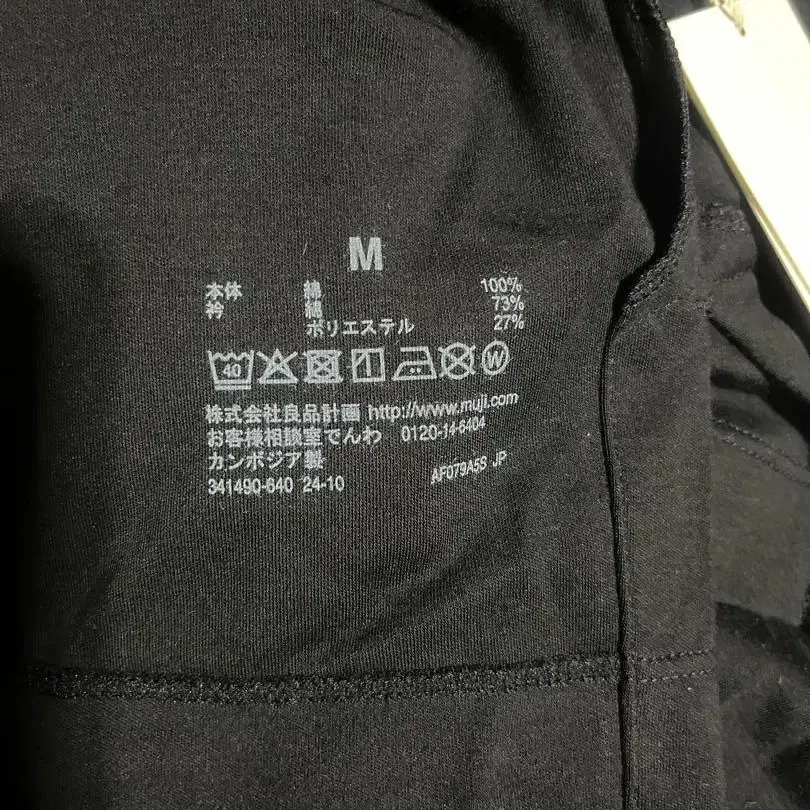 M
本体 綿 100%
衿 綿 73%
ポリエステル 27%
40 W
株式会社良品計画 http://www.muji.com
お客様相談室でんわ 0120-14-6404
カンボジア製
341490-640 24-10 AF079A5S JP